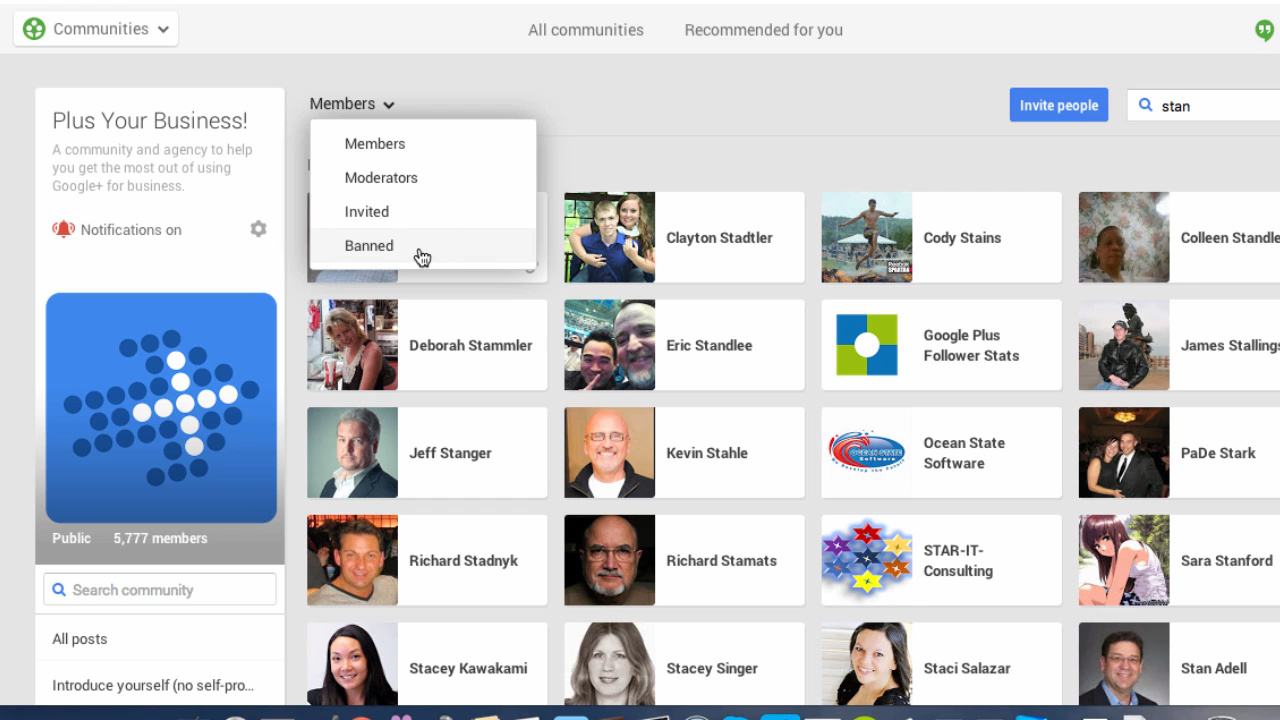 Communities
All communities
Recommended for you
Plus Your Business!
A community and agency to help
you get the most out of using
Google+ for business.
Notifications on
Public 5,777 members
Search community
All posts
Introduce yourself (no self-pro...
Members
Invite people
stan
Members
Moderators
Invited
Banned
Clayton Stadtler
Cody Stains
Colleen Standle
Deborah Stammler
Eric Standlee
Google Plus
Follower Stats
James Stallings
Jeff Stanger
Kevin Stahle
OCEAN STATE
Software
Ocean State
Software
PaDe Stark
Richard Stadnyk
Richard Stamats
STAR-IT-
Consulting
Sara Stanford
Stacey Kawakami
Stacey Singer
Staci Salazar
Stan Adell